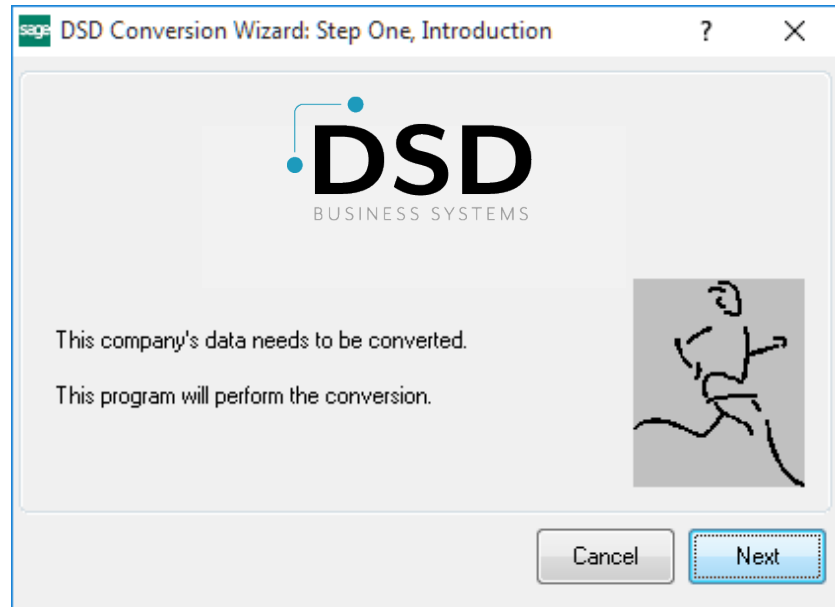 sage DSD Conversion Wizard: Step One, Introduction ?
DSD
BUSINESS SYSTEMS
This company's data needs to be converted.
This program will perform the conversion.
Cancel Next